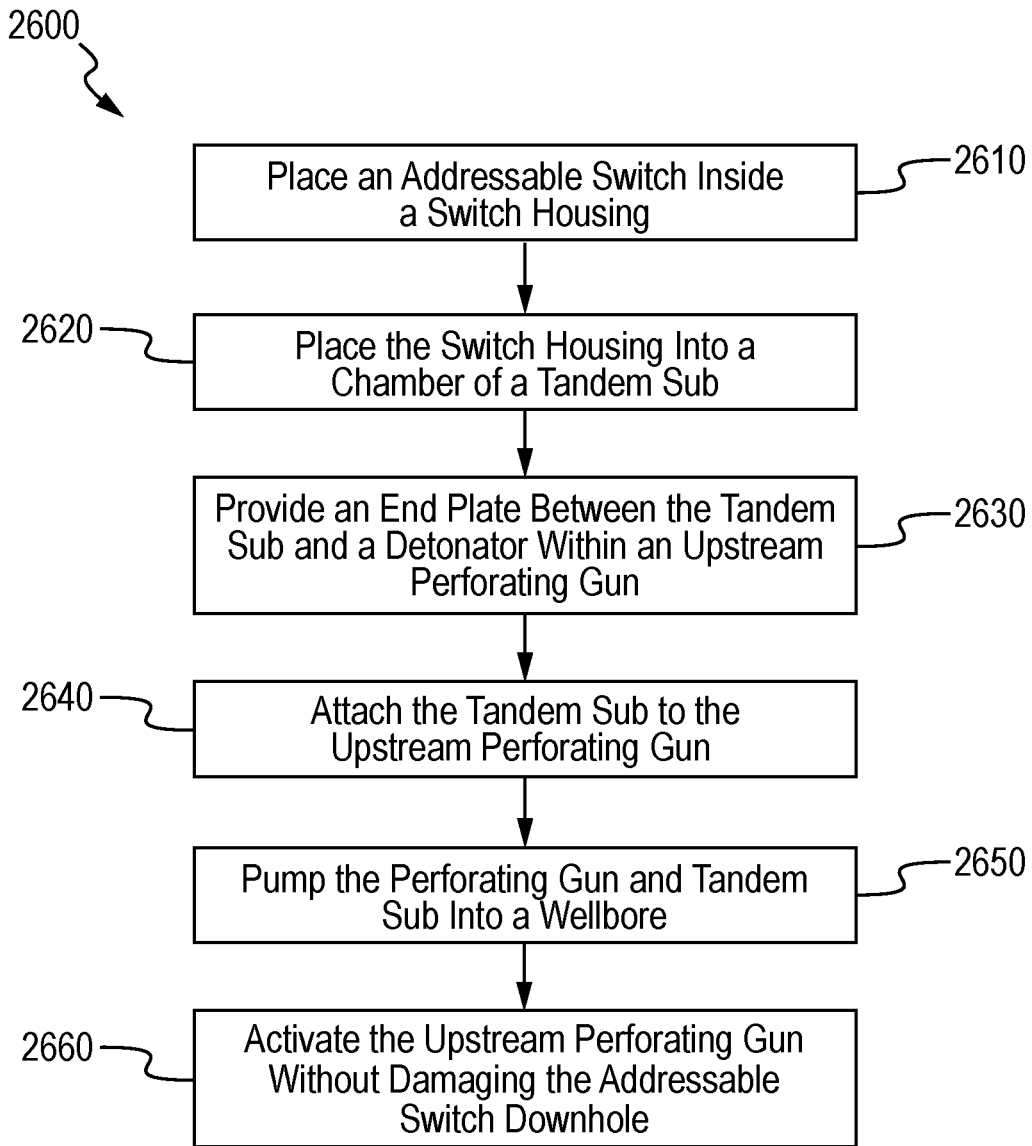 2600
Place an Addressable Switch Inside
a Switch Housing
2610
2620
Place the Switch Housing Into a
Chamber of a Tandem Sub
Provide an End Plate Between the Tandem
Sub and a Detonator Within an Upstream
Perforating Gun
2630
2640
Attach the Tandem Sub to the
Upstream Perforating Gun
Pump the Perforating Gun and Tandem
Sub Into a Wellbore
2650
2660
Activate the Upstream Perforating Gun
Without Damaging the Addressable
Switch Downhole